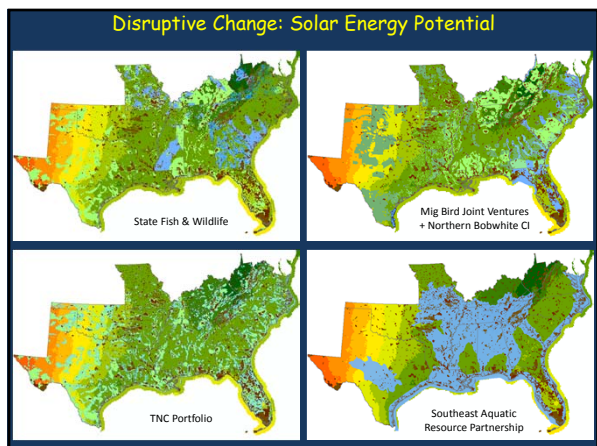 Disruptive Change: Solar Energy Potential
State Fish & Wildlife
Mig Bird Joint Ventures
+ Northern Bobwhite CI
TNC Portfolio
Southeast Aquatic
Resource Partnership